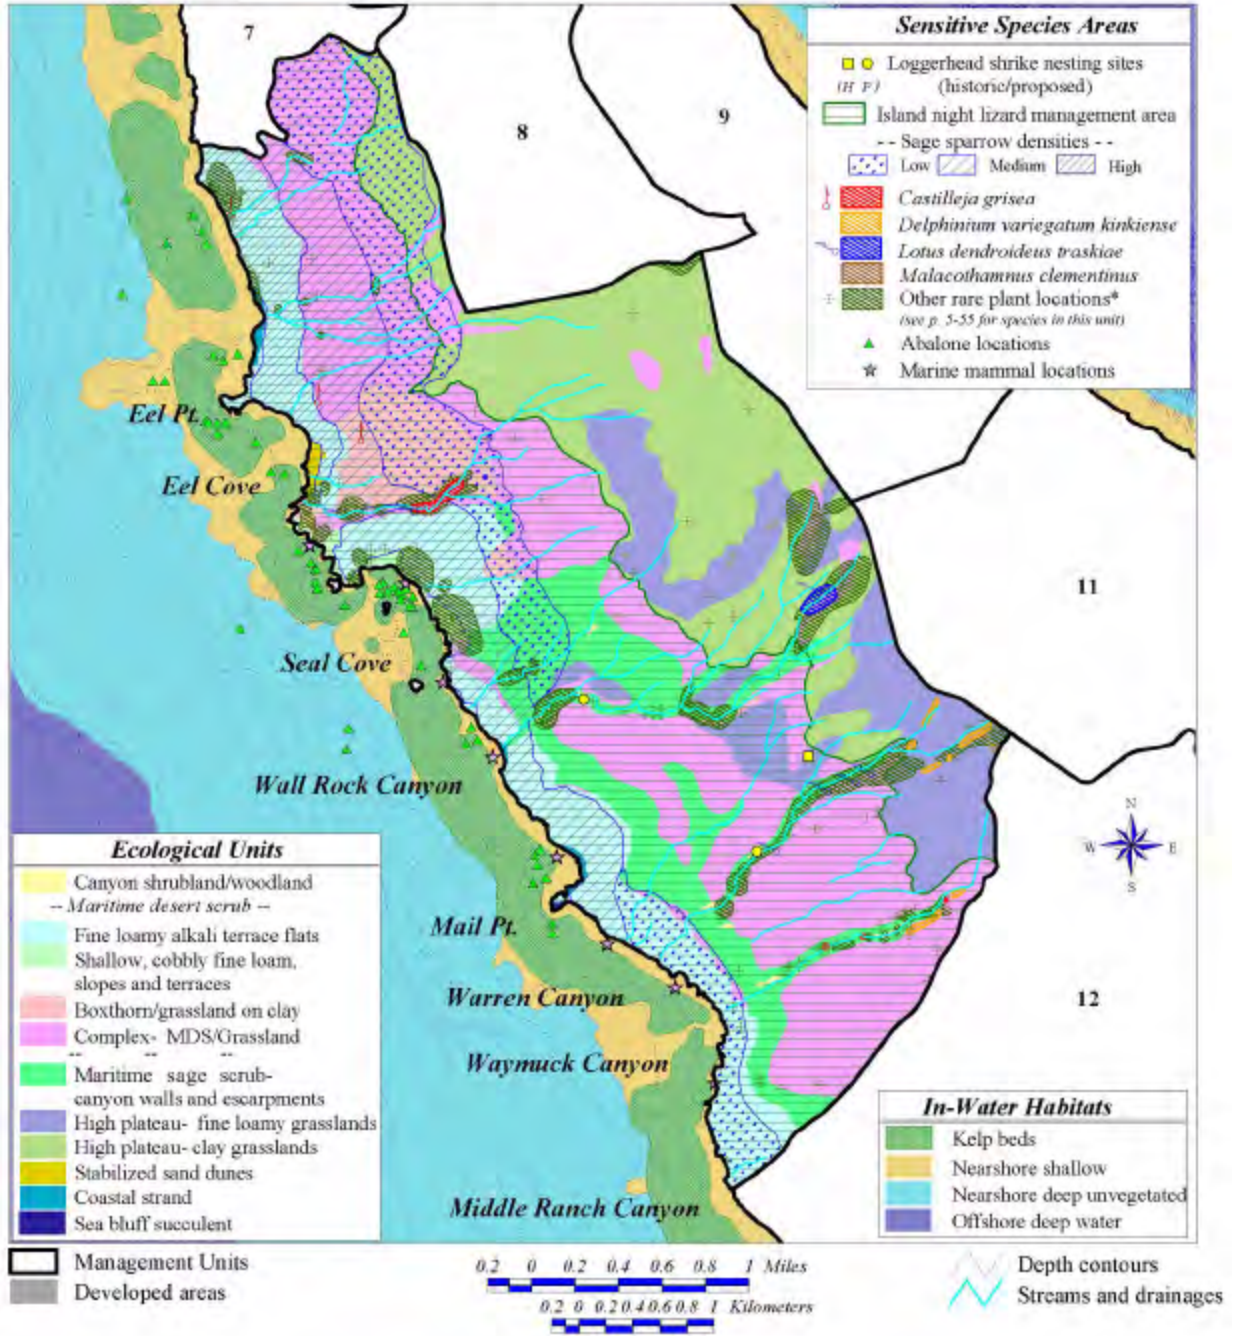 7
8
9
11
12
Sensitive Species Areas
Loggerhead shrike nesting sites
(H P) (historic/proposed)
Island night lizard management area
- - Sage sparrow densities - -
Low Medium High
Castilleja grisea
Delphinium variegatum kinkiense
Lotus dendroideus traskiae
Malacothamnus clementinus
Other rare plant locations*
(see p. 5-55 for species in this unit)
Abalone locations
Marine mammal locations
Eel Pt.
Eel Cove
Seal Cove
Wall Rock Canyon
Mail Pt.
Warren Canyon
Waymuck Canyon
Middle Ranch Canyon
N
W E
S
Ecological Units
Canyon shrubland/woodland
-- Maritime desert scrub --
Fine loamy alkali terrace flats
Shallow, cobbly fine loam,
slopes and terraces
Boxthorn/grassland on clay
Complex- MDS/Grassland
Maritime sage scrub-
canyon walls and escarpments
High plateau- fine loamy grasslands
High plateau- clay grasslands
Stabilized sand dunes
Coastal strand
Sea bluff succulent
In-Water Habitats
Kelp beds
Nearshore shallow
Nearshore deep unvegetated
Offshore deep water
Management Units
Developed areas
0.2 0 0.2 0.4 0.6 0.8 1 Miles
0.2 0 0.2 0.4 0.6 0.8 1 Kilometers
Depth contours
Streams and drainages